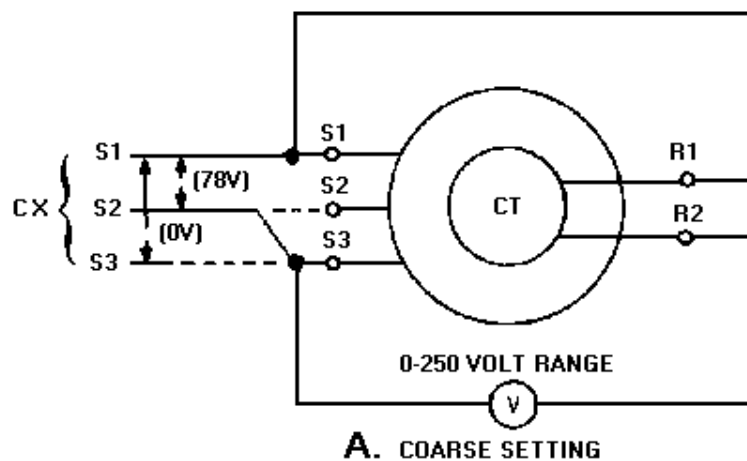 S1
S1
(78V)
R1
CX
S2
S2
CT
(0V)
R2
S3
S3
0-250 VOLT RANGE
V
A. COARSE SETTING